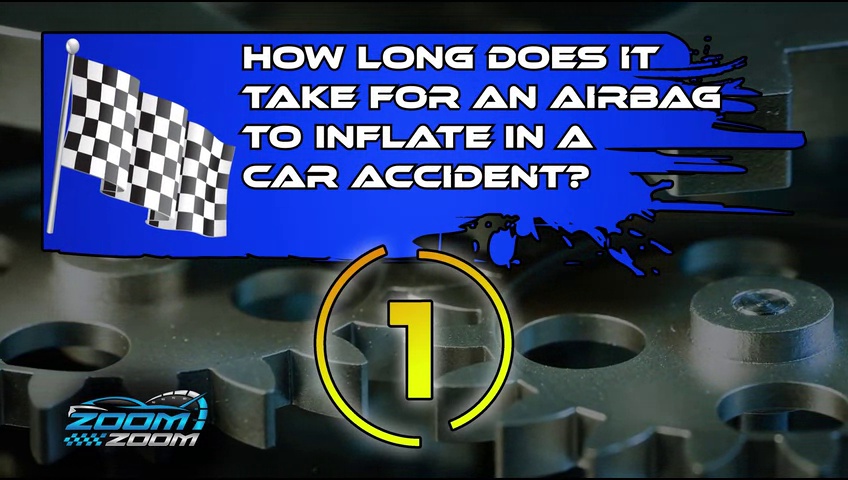 HOW LONG DOES IT
TAKE FOR AN AIRBAG
TO INFLATE IN A
CAR ACCIDENT?
1
ZOOM
ZOOM